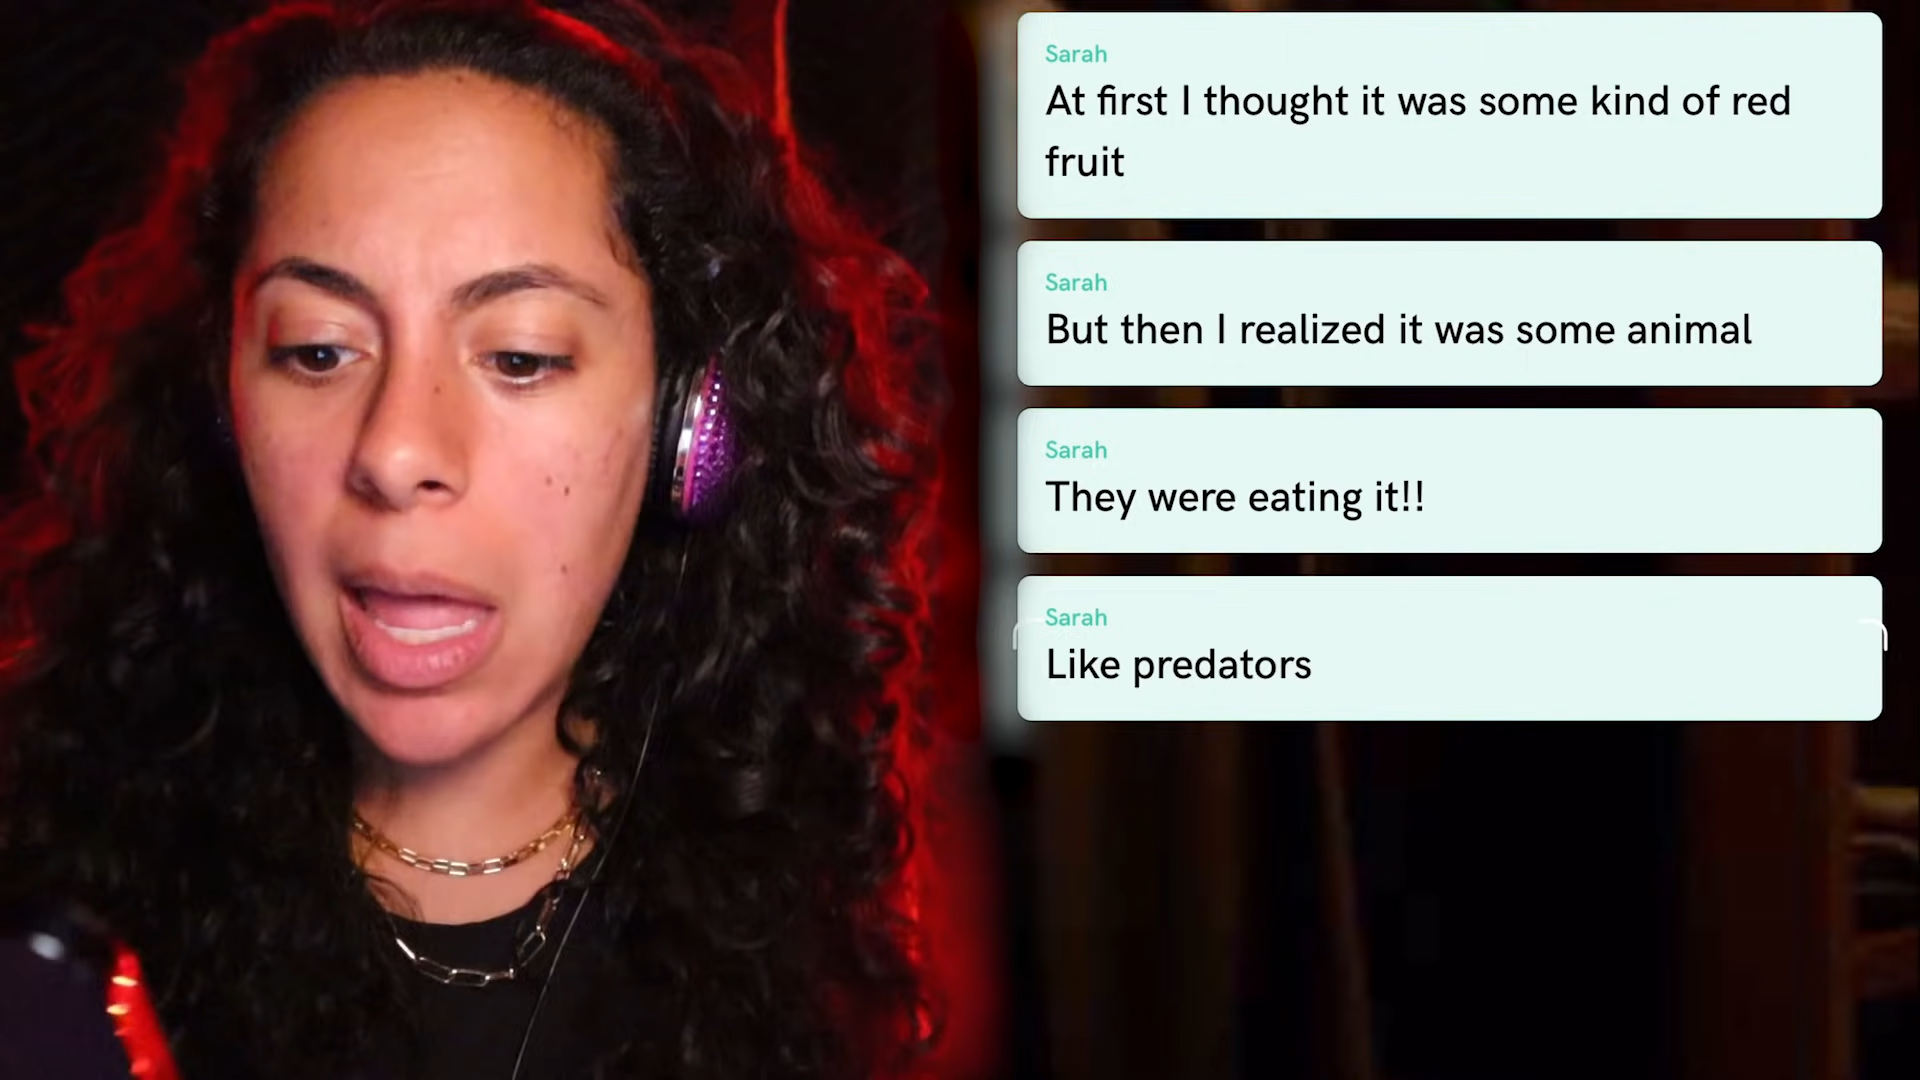 Sarah
At first I thought it was some kind of red
fruit
Sarah
But then I realized it was some animal
Sarah
They were eating it!!
Sarah
Like predators